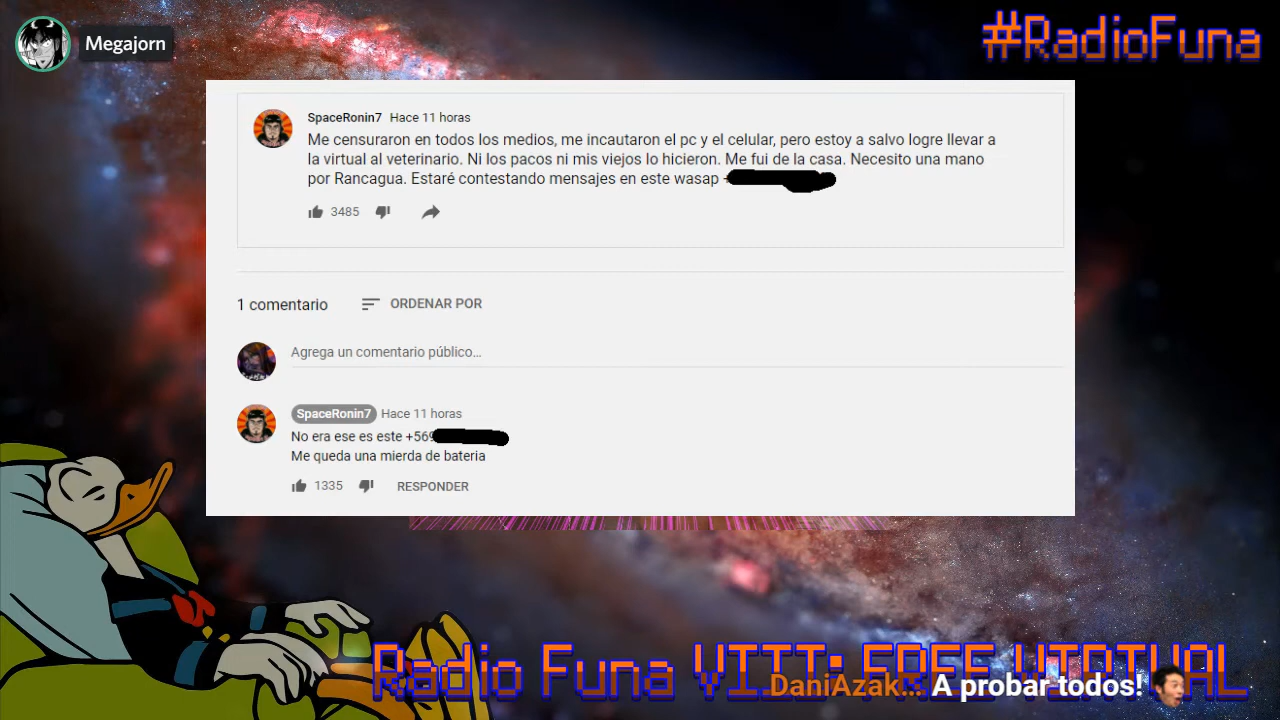 Megajorn
#RadioFuna
SpaceRonin7 Hace 11 horas
Me censuraron en todos los medios, me incautaron el pc y el celular, pero estoy a salvo logre llevar a
la virtual al veterinario. Ni los pacos ni mis viejos lo hicieron. Me fui de la casa. Necesito una mano
por Rancagua. Estaré contestando mensajes en este wasap
3485
1 comentario ORDENAR POR
Agrega un comentario público...
SpaceRonin7 Hace 11 horas
No era ese es este +569
Me queda una mierda de bateria
1335 RESPONDER
Radio Funa VIII: FREE VIRTUAL
DaniAzak... A probar todos!